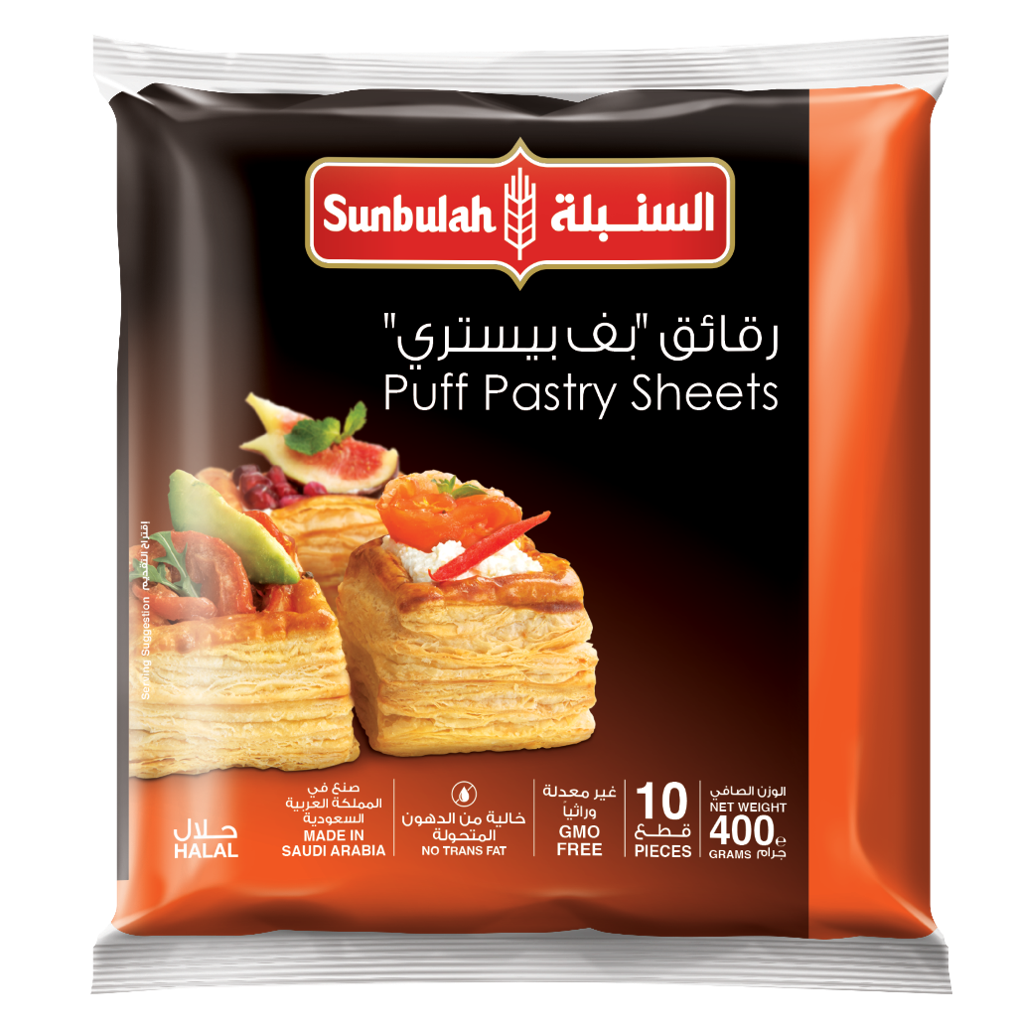 Sunbulah السنبلة
رقائق "بف بيستري"
Puff Pastry Sheets
إقتراح التقديم
Serving Suggestion
حلال
HALAL
صنع في
المملكة العربية
السعودية
MADE IN
SAUDI ARABIA
خالية من الدهون
المتحولة
NO TRANS FAT
غير معدلة
وراثياً
GMO
FREE
10
قطع
PIECES
الوزن الصافي
NET WEIGHT
400 e
GRAMS جرام